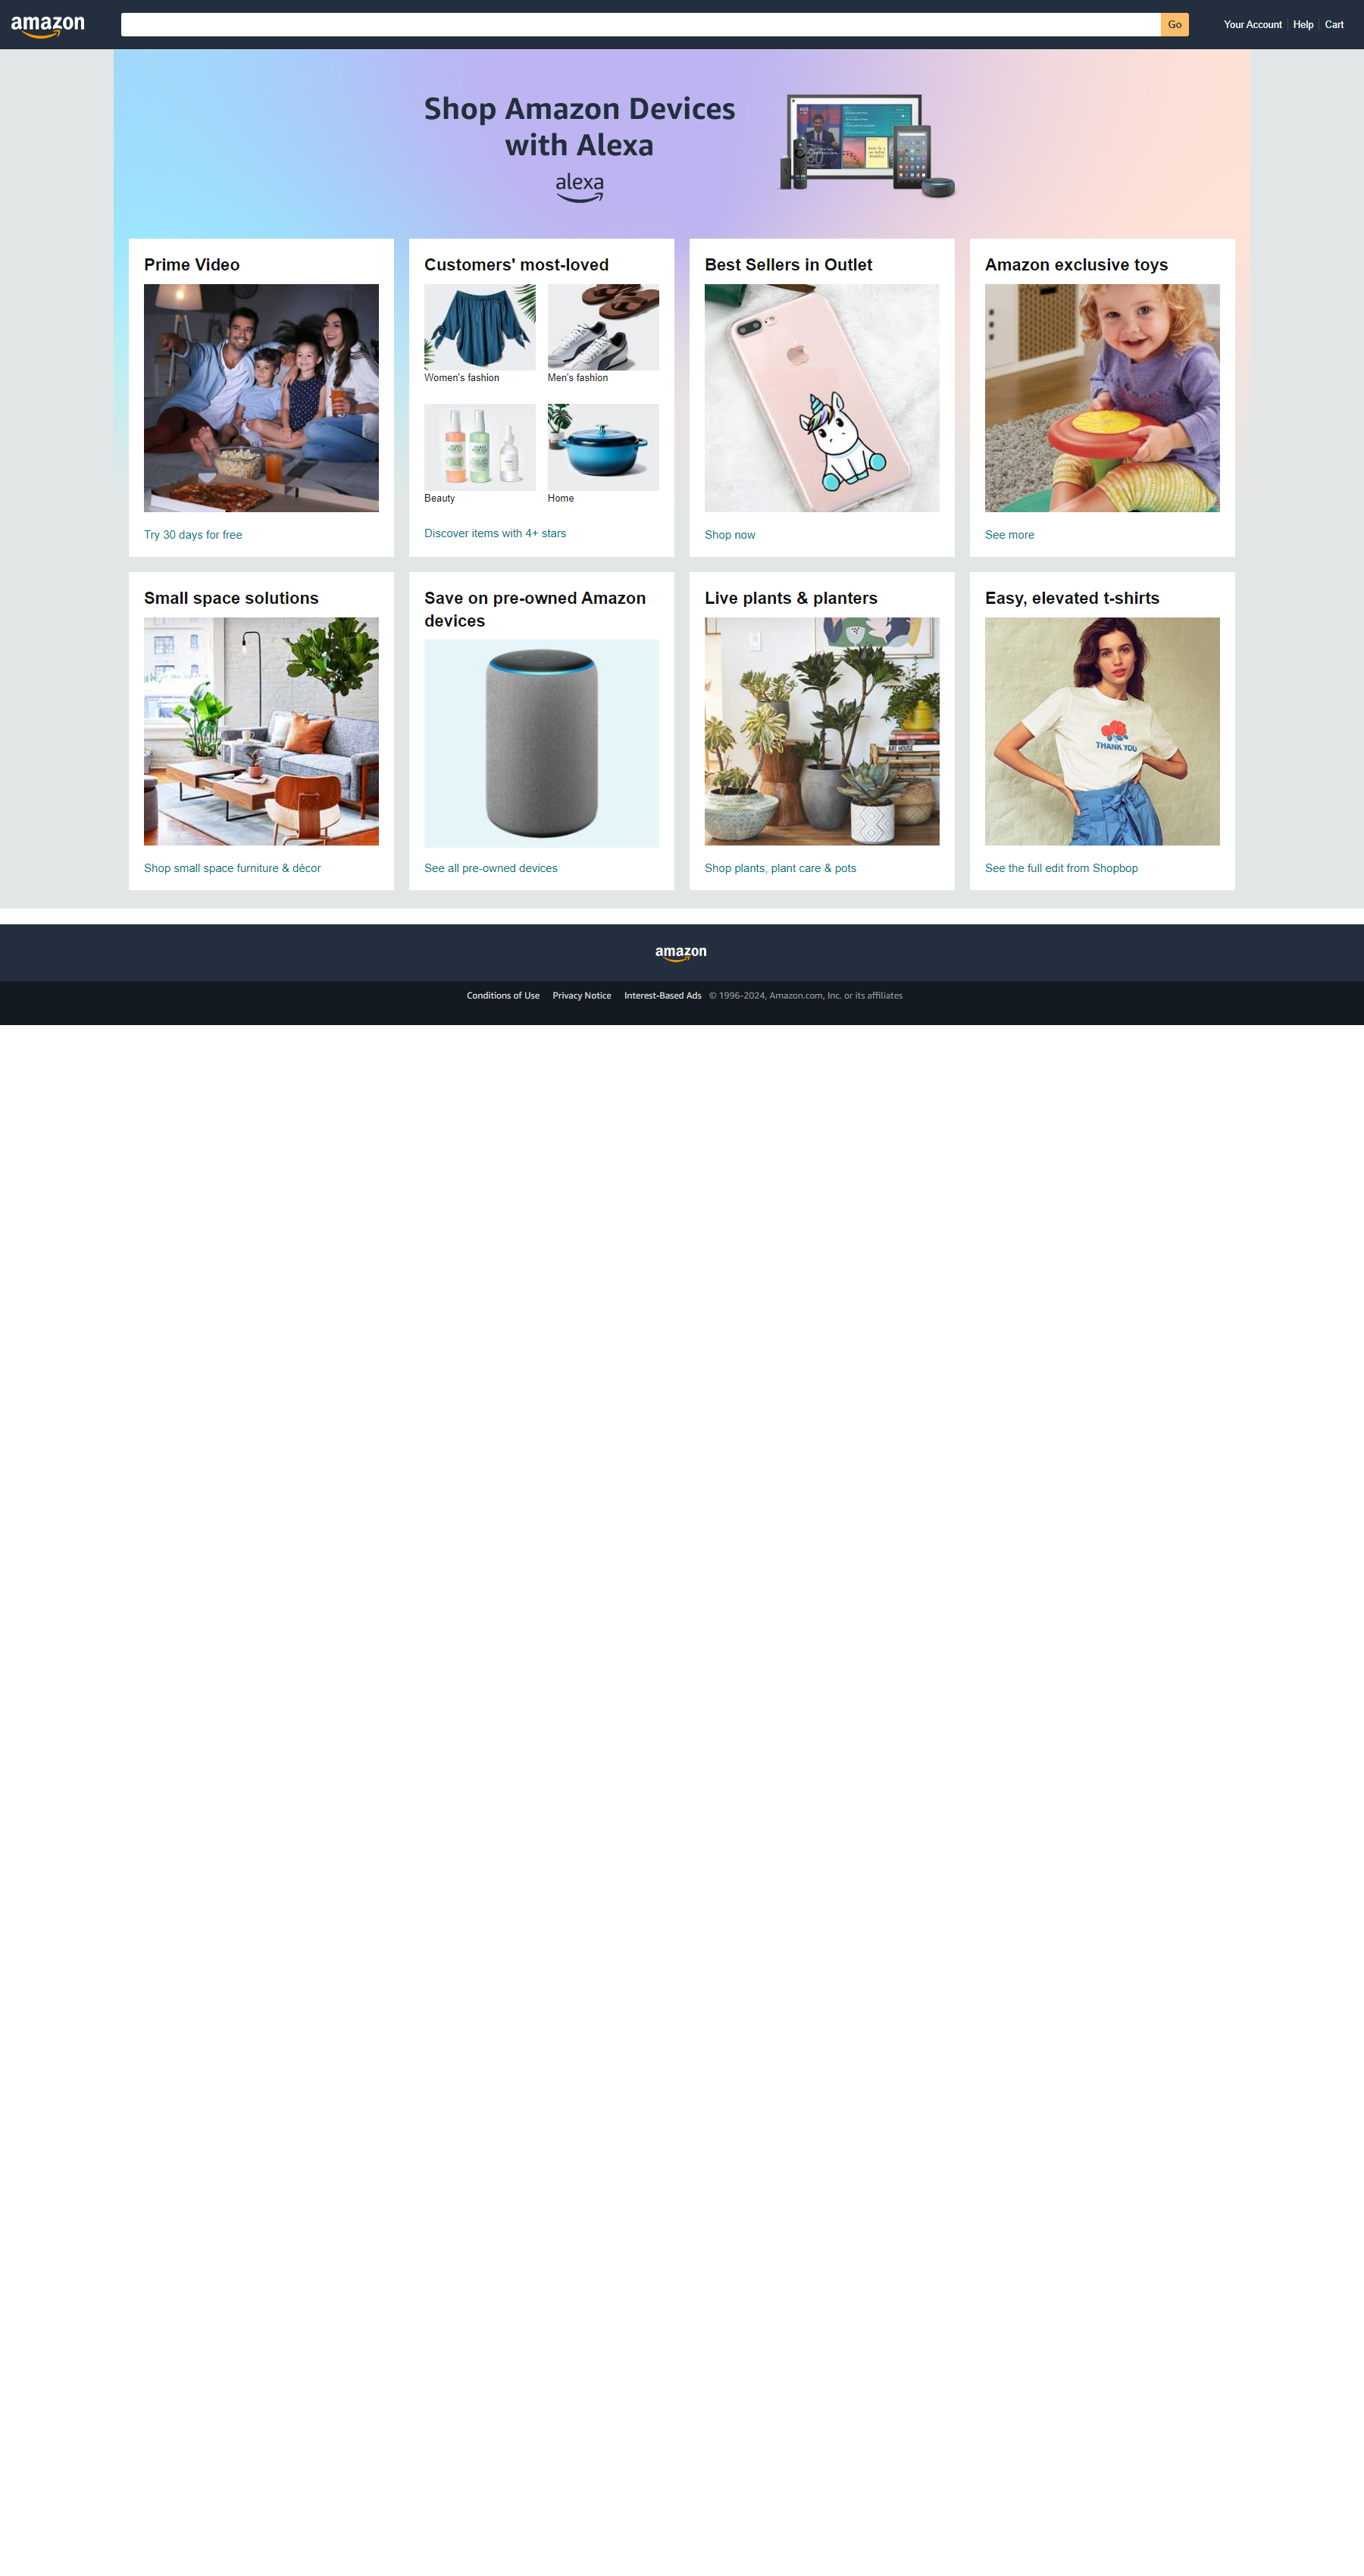 amazon
Go
Your Account
Help
Cart
Shop Amazon Devices
with Alexa
alexa
Prime Video
Try 30 days for free
Customers' most-loved
Women's fashion
Men's fashion
Beauty
Home
Discover items with 4+ stars
Best Sellers in Outlet
Shop now
Amazon exclusive toys
See more
Small space solutions
Shop small space furniture & décor
Save on pre-owned Amazon
devices
See all pre-owned devices
Live plants & planters
ART HOUSE
Shop plants, plant care & pots
Easy, elevated t-shirts
THANK YOU
See the full edit from Shopbop
amazon
Conditions of Use Privacy Notice Interest-Based Ads © 1996-2024, Amazon.com, Inc. or its affiliates